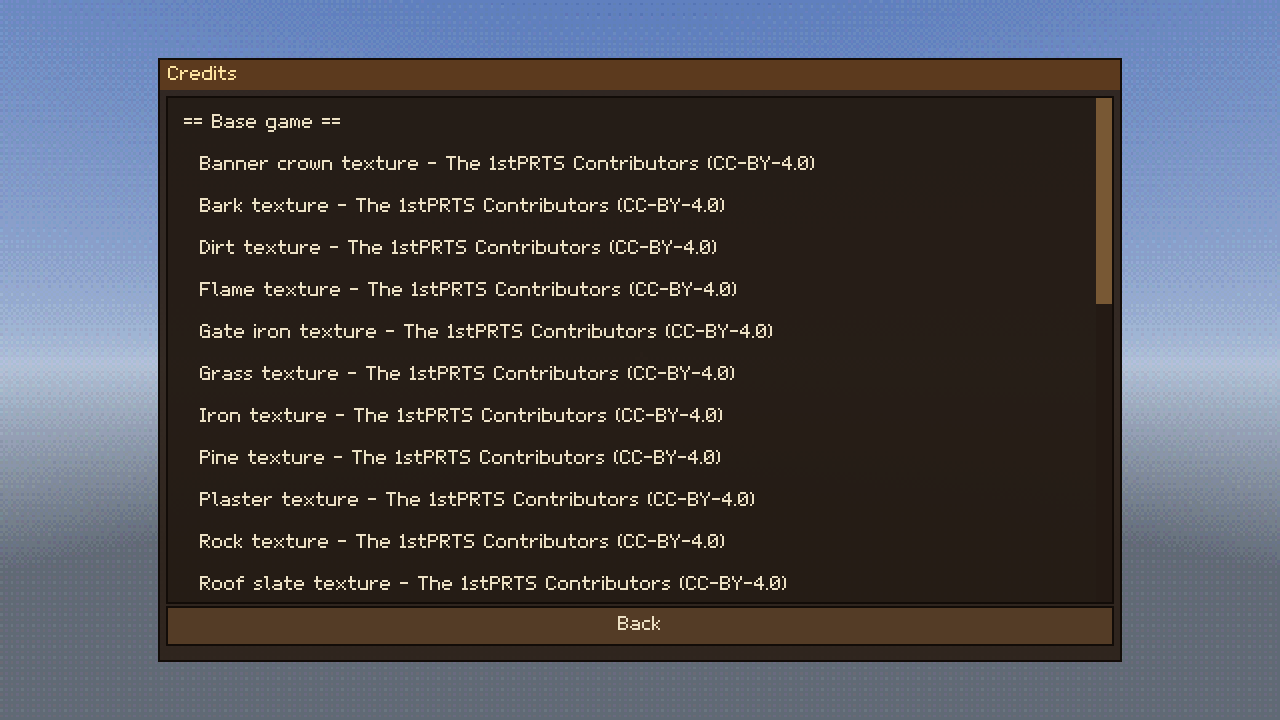 Credits
== Base game ==
Banner crown texture - The 1stPRTS Contributors (CC-BY-4.0)
Bark texture - The 1stPRTS Contributors (CC-BY-4.0)
Dirt texture - The 1stPRTS Contributors (CC-BY-4.0)
Flame texture - The 1stPRTS Contributors (CC-BY-4.0)
Gate iron texture - The 1stPRTS Contributors (CC-BY-4.0)
Grass texture - The 1stPRTS Contributors (CC-BY-4.0)
Iron texture - The 1stPRTS Contributors (CC-BY-4.0)
Pine texture - The 1stPRTS Contributors (CC-BY-4.0)
Plaster texture - The 1stPRTS Contributors (CC-BY-4.0)
Rock texture - The 1stPRTS Contributors (CC-BY-4.0)
Roof slate texture - The 1stPRTS Contributors (CC-BY-4.0)
Back